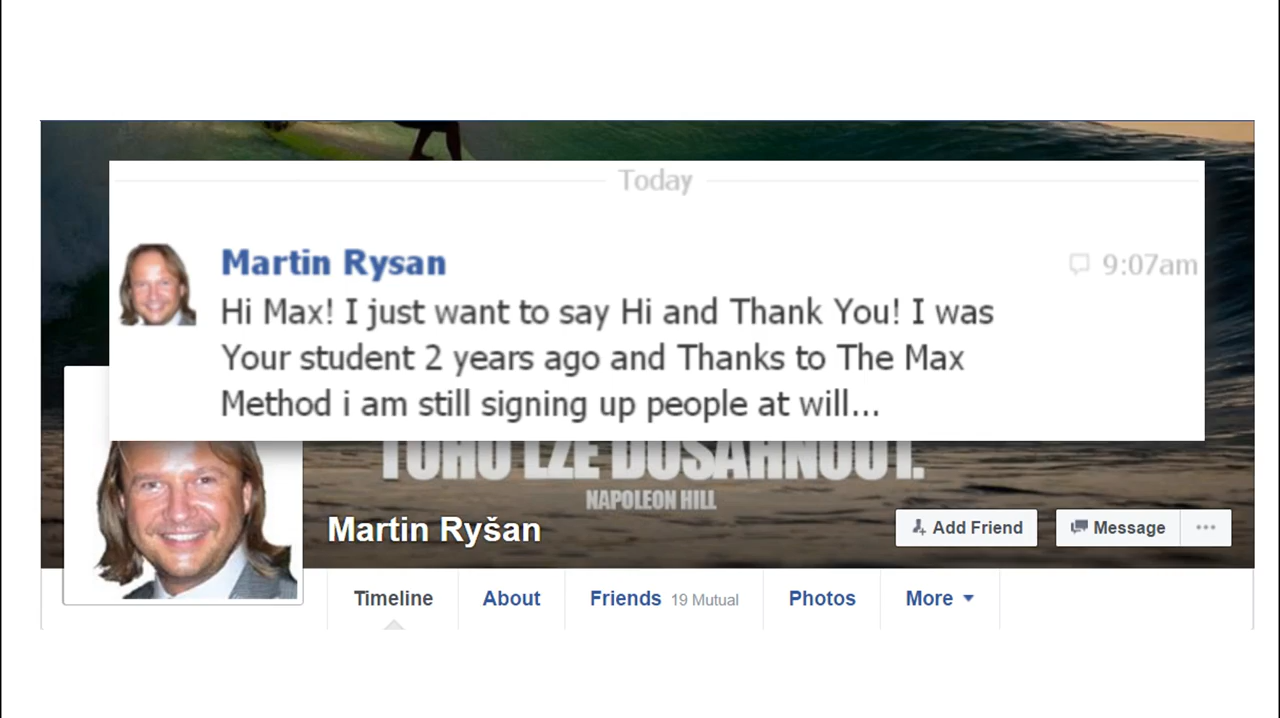 Today
Martin Rysan
9:07am
Hi Max! I just want to say Hi and Thank You! I was
Your student 2 years ago and Thanks to The Max
Method i am still signing up people at will...
TOHO LZE DOSÁHNOUT.
NAPOLEON HILL
Martin Ryšan
Add Friend
Message
Timeline
About
Friends 19 Mutual
Photos
More